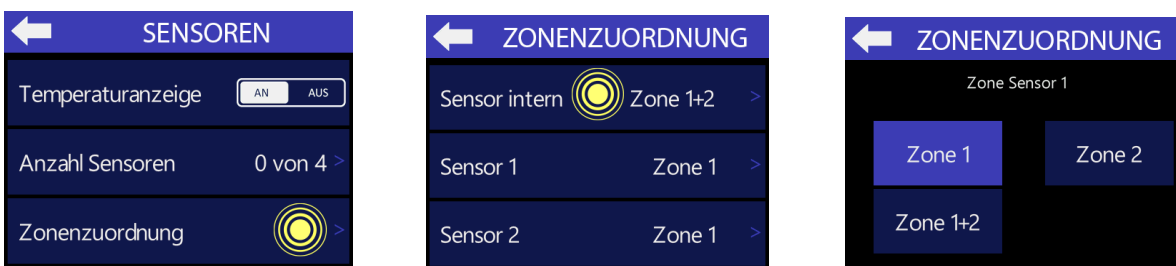 SENSOREN
Temperaturanzeige AN AUS
Anzahl Sensoren 0 von 4 >
Zonenzuordnung >
ZONENZUORDNUNG
Sensor intern Zone 1+2 >
Sensor 1 Zone 1 >
Sensor 2 Zone 1 >
ZONENZUORDNUNG
Zone Sensor 1
Zone 1 Zone 2
Zone 1+2